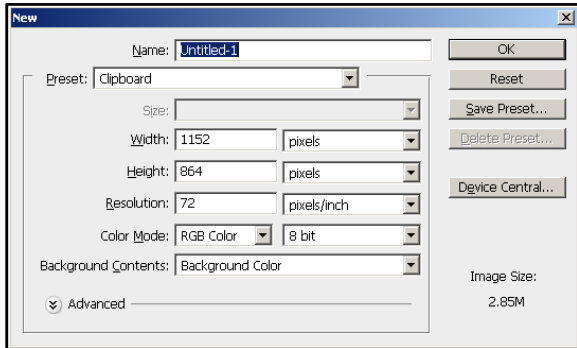 New
Name: Untitled-1
OK
Preset: Clipboard
Reset
Size:
Save Preset...
Width: 1152 pixels
Delete Preset...
Height: 864 pixels
Device Central...
Resolution: 72 pixels/inch
Color Mode: RGB Color 8 bit
Background Contents: Background Color
Image Size:
2.85M
Advanced